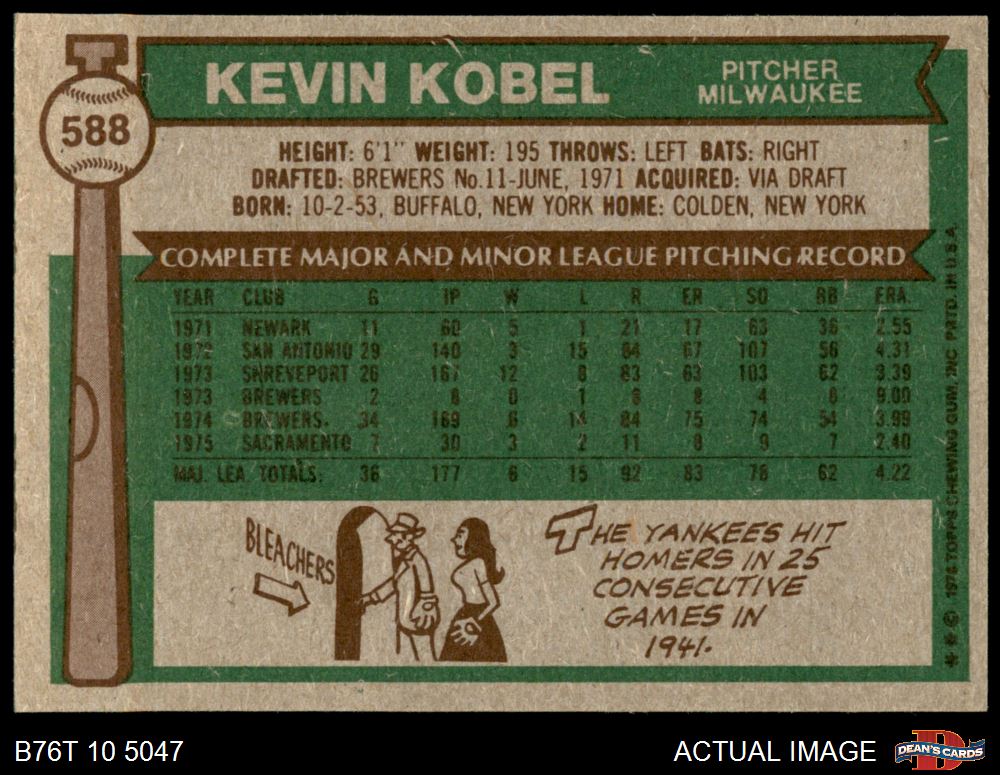 588
KEVIN KOBEL
PITCHER
MILWAUKEE
HEIGHT: 6'1" WEIGHT: 195 THROWS: LEFT BATS: RIGHT
DRAFTED: BREWERS No.11-JUNE, 1971 ACQUIRED: VIA DRAFT
BORN: 10-2-53, BUFFALO, NEW YORK HOME: COLDEN, NEW YORK
COMPLETE MAJOR AND MINOR LEAGUE PITCHING RECORD
YEAR CLUB G IP W L R ER SO BB ERA.
1971 NEWARK 11 60 5 1 21 17 63 36 2.55
1972 SAN ANTONIO 29 140 3 15 84 67 107 56 4.31
1973 SHREVEPORT 26 167 12 8 83 63 103 62 3.39
1973 BREWERS 2 8 0 1 8 8 4 8 9.00
1974 BREWERS. 34 169 6 14 84 75 74 54 3.99
1975 SACRAMENTO 7 30 3 2 11 8 9 7 2.40
MAJ. LEA. TOTALS: 36 177 6 15 92 83 78 62 4.22
BLEACHERS
THE YANKEES HIT
HOMERS IN 25
CONSECUTIVE
GAMES IN
1941.
* * © 1976 TOPPS CHEWING GUM, INC PRTD. IN U.S.A.
B76T 10 5047
ACTUAL IMAGE
D
DEAN'S CARDS